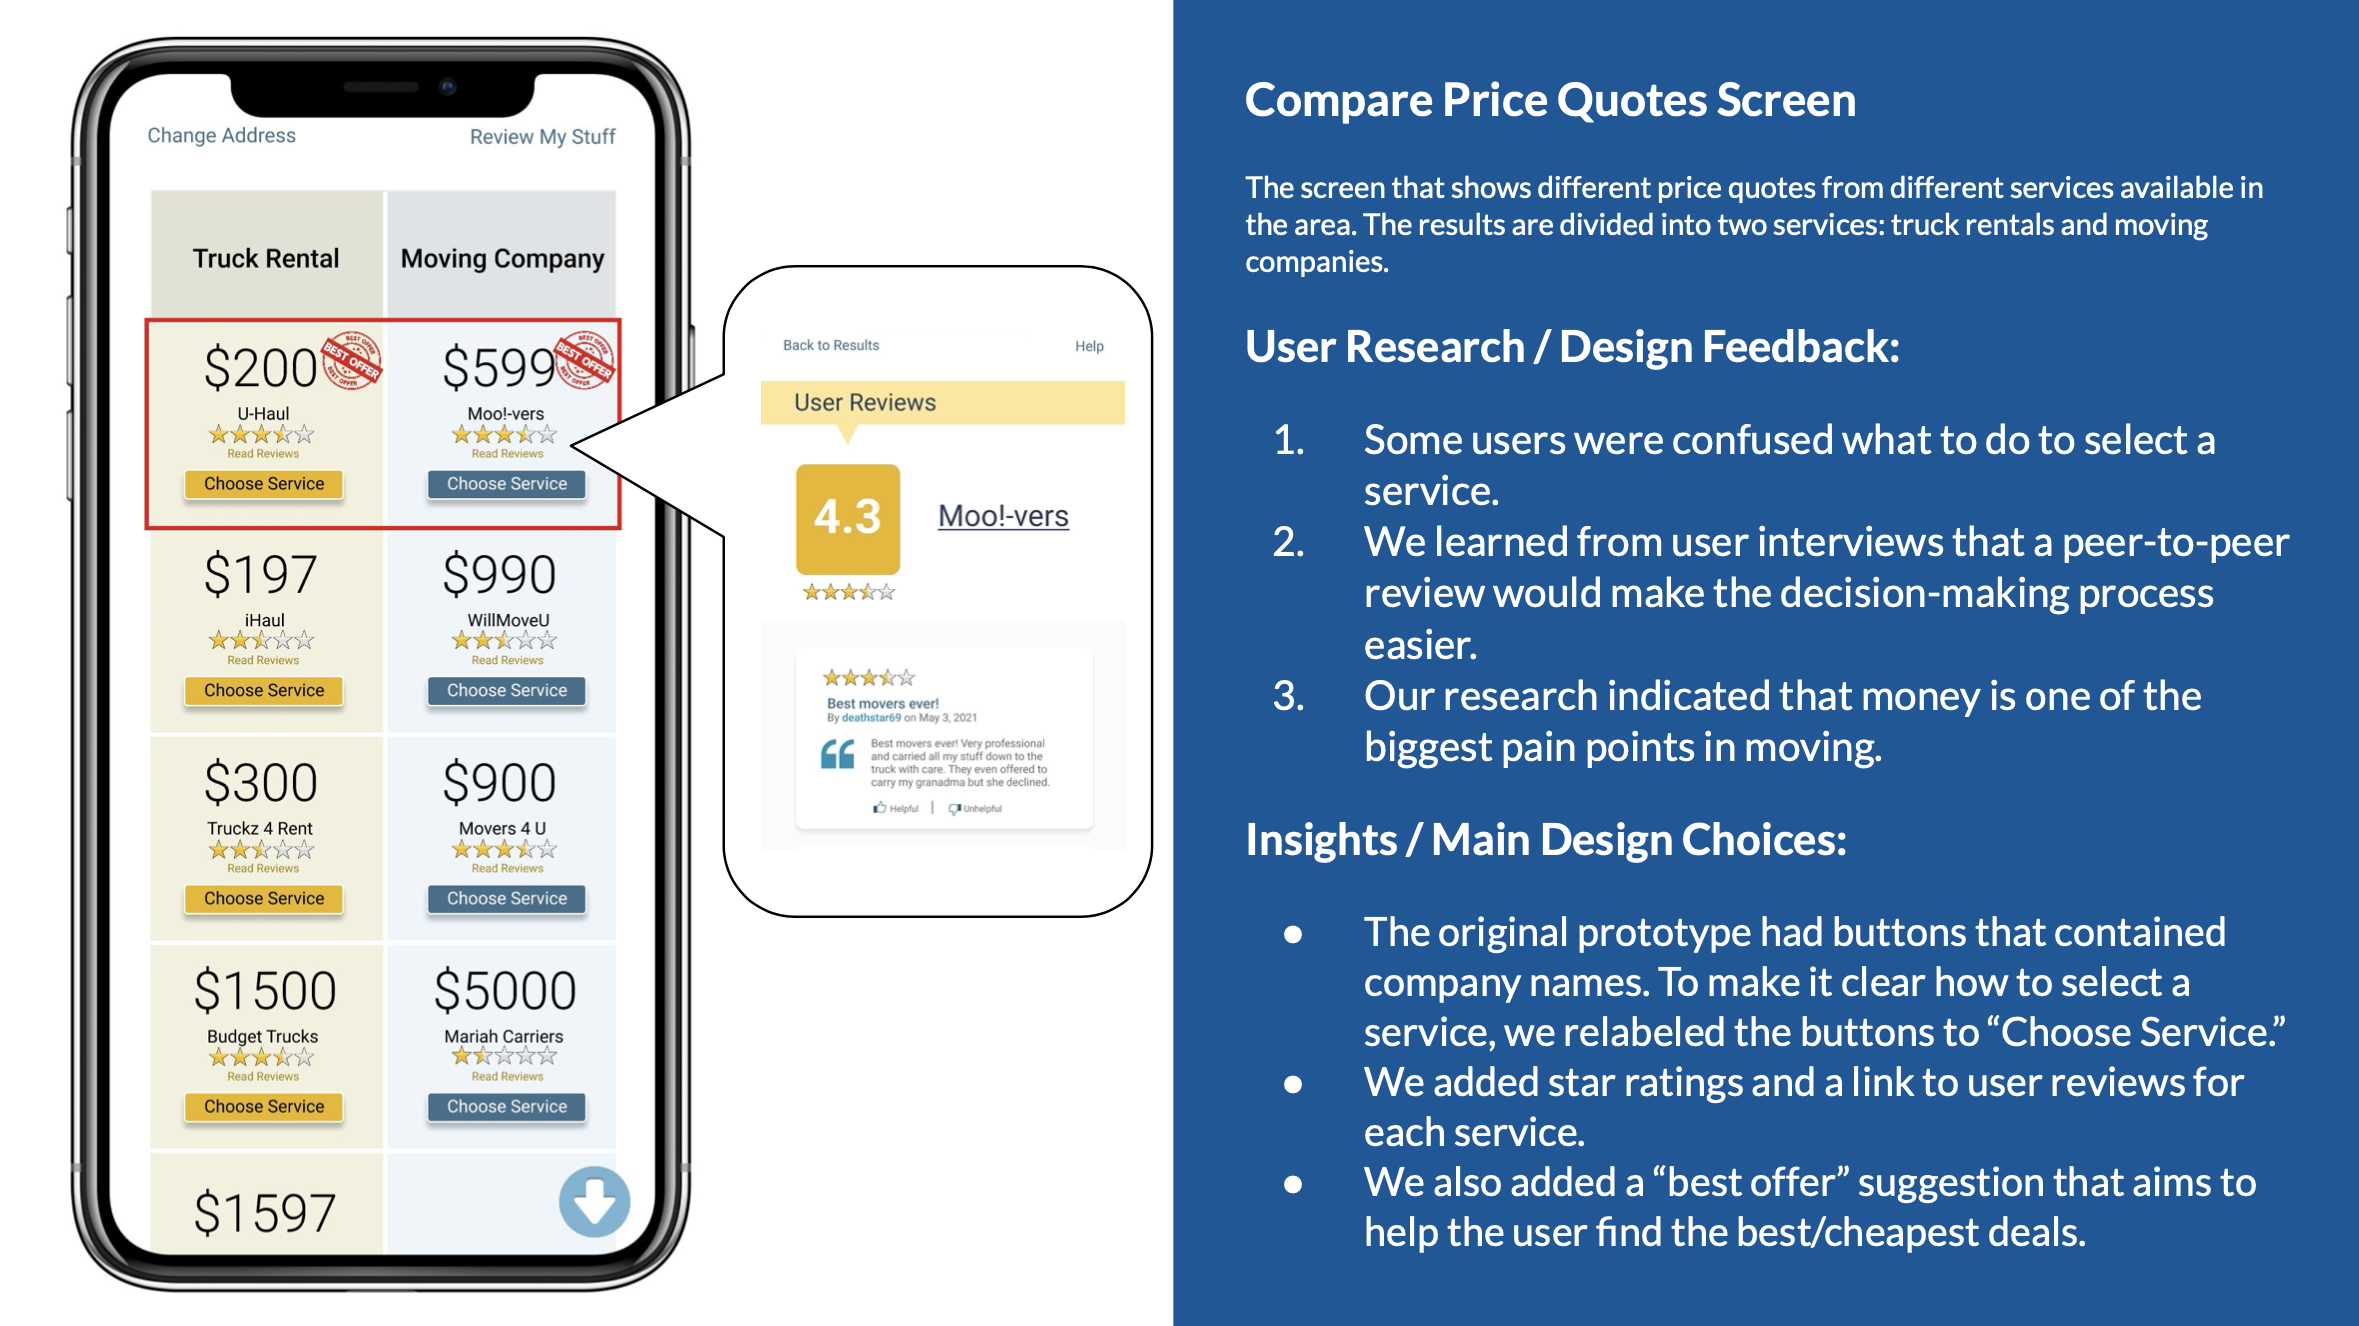 Change Address
Review My Stuff
Truck Rental
Moving Company
$200
BEST OFFER
BEST OFFER
BEST OFFER
U-Haul
Read Reviews
Choose Service
$599
BEST OFFER
BEST OFFER
BEST OFFER
Moo!-vers
Read Reviews
Choose Service
$197
iHaul
Read Reviews
Choose Service
$990
WillMoveU
Read Reviews
Choose Service
$300
Truckz 4 Rent
Read Reviews
Choose Service
$900
Movers 4 U
Read Reviews
Choose Service
$1500
Budget Trucks
Read Reviews
Choose Service
$5000
Mariah Carriers
Read Reviews
Choose Service
$1597
Back to Results
Help
User Reviews
4.3
Moo!-vers
Best movers ever!
By deathstar69 on May 3, 2021
Best movers ever! Very professional
and carried all my stuff down to the
truck with care. They even offered to
carry my granadma but she declined.
Helpful | Unhelpful
Compare Price Quotes Screen
The screen that shows different price quotes from different services available in
the area. The results are divided into two services: truck rentals and moving
companies.
User Research / Design Feedback:
1. Some users were confused what to do to select a
service.
2. We learned from user interviews that a peer-to-peer
review would make the decision-making process
easier.
3. Our research indicated that money is one of the
biggest pain points in moving.
Insights / Main Design Choices:
● The original prototype had buttons that contained
company names. To make it clear how to select a
service, we relabeled the buttons to “Choose Service.”
● We added star ratings and a link to user reviews for
each service.
● We also added a “best offer” suggestion that aims to
help the user find the best/cheapest deals.